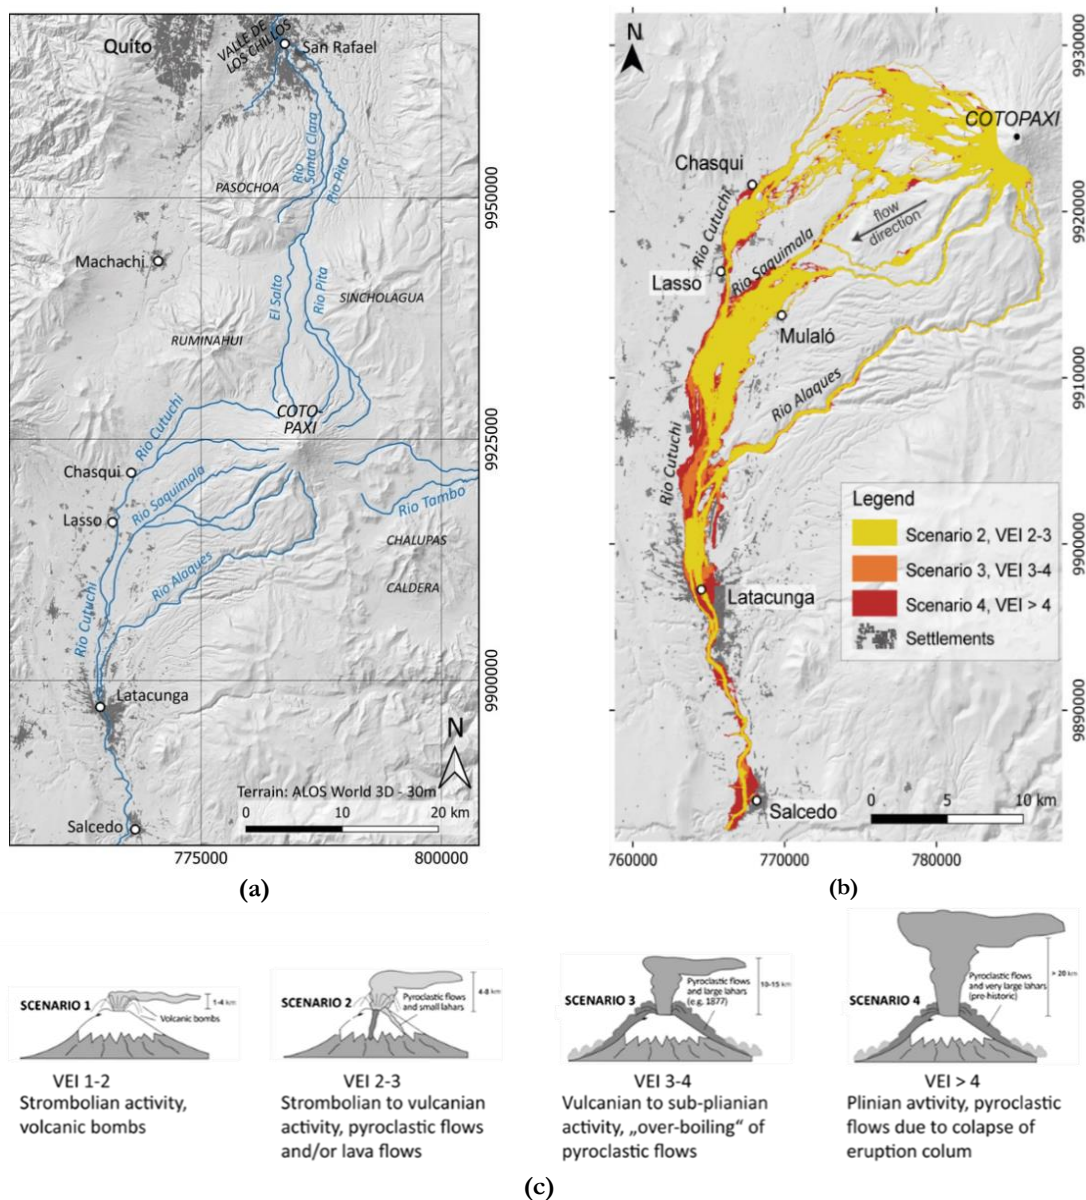 Quito
VALLE DE
LOS CHILLOS
San Rafael
Rio
Santa Clara
Rio Pita
PASOCHOA
Machachi
El Salto
Rio Pita
SINCHOLAGUA
RUMINAHUI
COTO-
PAXI
Rio Cutuchi
Chasqui
Rio Saquimala
Lasso
Rio Tambo
CHALUPAS
CALDERA
Rio Alaques
Rio Cutuchi
Latacunga
N
Terrain: ALOS World 3D - 30m
0 10 20 km
Salcedo
9950000
9925000
9900000
775000 800000
(a)
N
COTOPAXI
Chasqui
Rio Cutuchi
flow
direction
Rio Saquimala
Lasso
Mulaló
Rio Alaques
Rio Cutuchi
Legend
Scenario 2, VEI 2-3
Scenario 3, VEI 3-4
Scenario 4, VEI > 4
Settlements
Latacunga
Salcedo
0 5 10 km
9930000
9920000
9910000
9900000
9890000
760000 770000 780000
(b)
SCENARIO 1
1-4 km
Volcanic bombs
VEI 1-2
Strombolian activity,
volcanic bombs
SCENARIO 2
4-8 km
Pyroclastic flows
and small lahars
VEI 2-3
Strombolian to vulcanian
activity, pyroclastic flows
and/or lava flows
SCENARIO 3
10-15 km
Pyroclastic flows
and large lahars
(e.g. 1877)
VEI 3-4
Vulcanian to sub-plianian
activity, „over-boiling“ of
pyroclastic flows
SCENARIO 4
> 20 km
Pyroclastic flows
and very large lahars
(pre-historic)
VEI > 4
Plinian avtivity, pyroclastic
flows due to colapse of
eruption colum
(c)